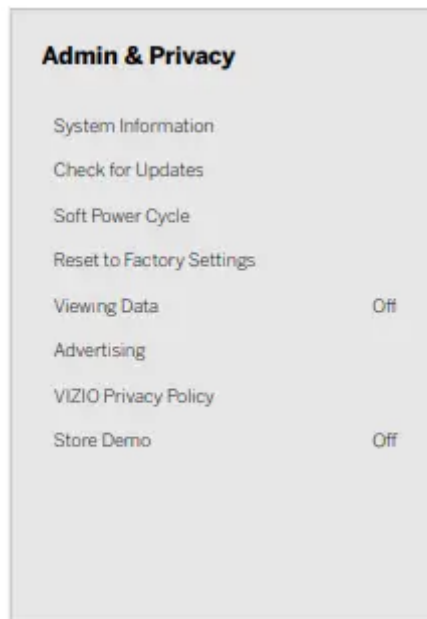 Admin & Privacy
System Information
Check for Updates
Soft Power Cycle
Reset to Factory Settings
Viewing Data Off
Advertising
VIZIO Privacy Policy
Store Demo Off